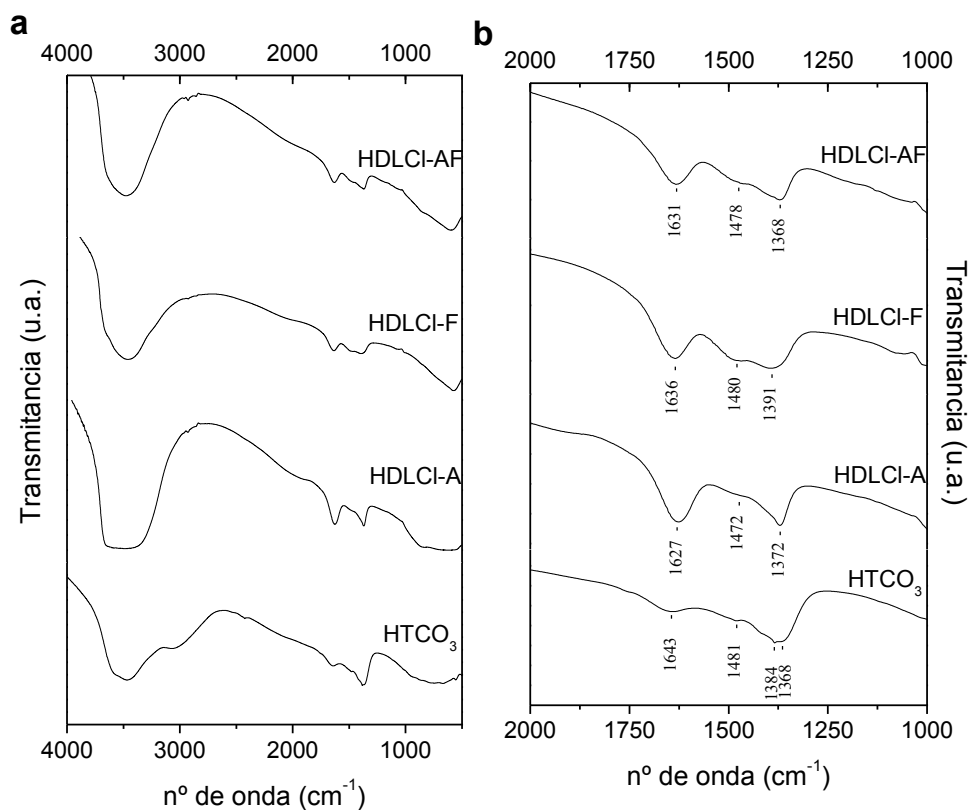 a
4000 3000 2000 1000
HDLCl-AF
HDLCl-F
HDLCl-A
HTCO3
Transmitancia (u.a.)
4000 3000 2000 1000
nº de onda (cm-1)
b
2000 1750 1500 1250 1000
HDLCl-AF
1631 1478 1368
HDLCl-F
1636 1480 1391
HDLCl-A
1627 1472 1372
HTCO3
1643 1481 1384 1368
Transmitancia (u.a.)
2000 1750 1500 1250 1000
nº de onda (cm-1)